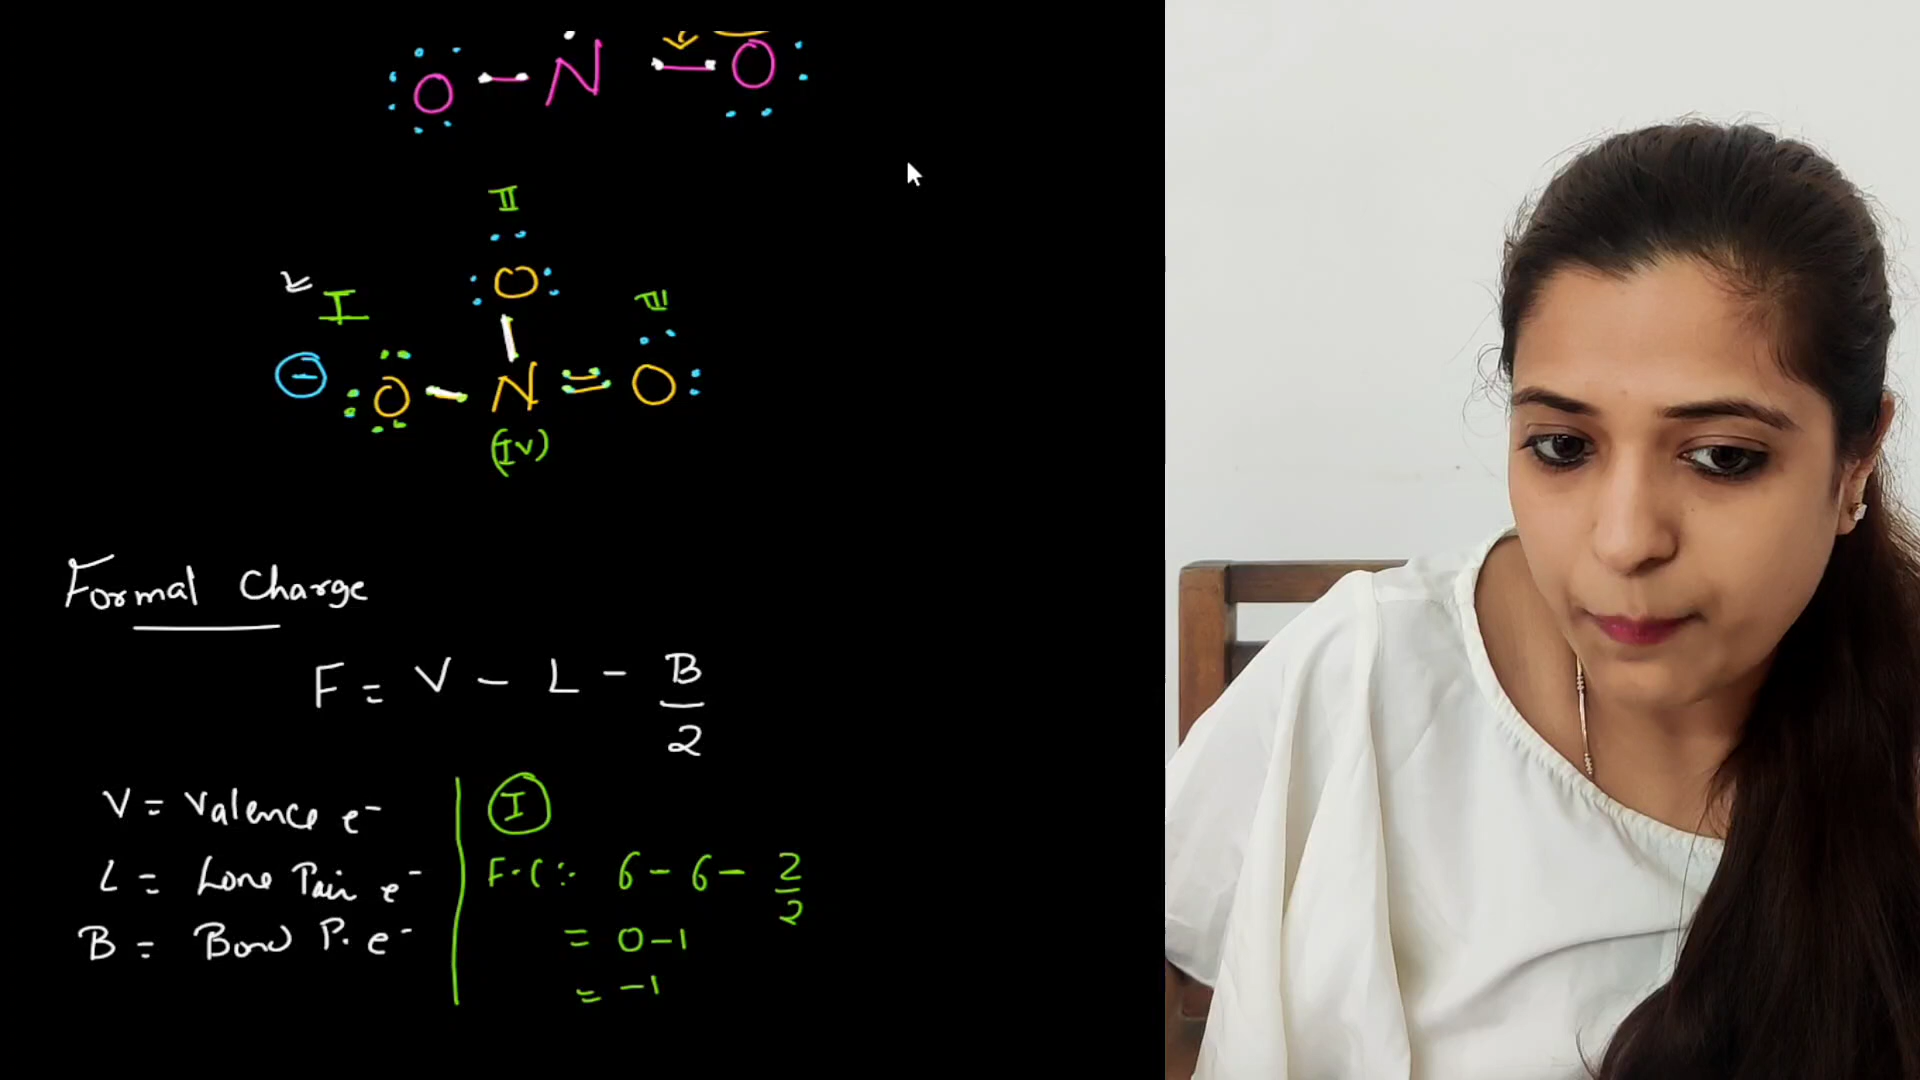 O - N - O
II
O
I III
⊖ O - N = O
(IV)
Formal Charge
F = V - L - B/2
V = Valence e⁻
L = Lone Pair e⁻
B = Bond P. e⁻
I
F.C :- 6 - 6 - 2/2
= 0 - 1
= -1